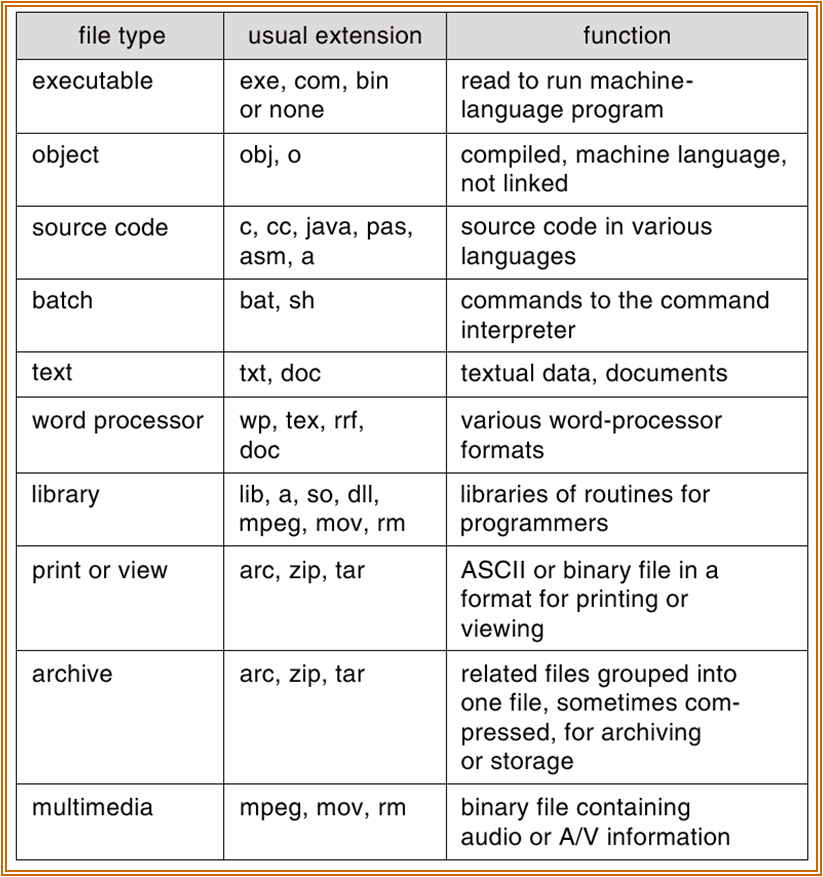 file type usual extension function
executable exe, com, bin read to run machine-
or none language program
object obj, o compiled, machine language,
not linked
source code c, cc, java, pas, source code in various
asm, a languages
batch bat, sh commands to the command
interpreter
text txt, doc textual data, documents
word processor wp, tex, rrf, various word-processor
doc formats
library lib, a, so, dll, libraries of routines for
mpeg, mov, rm programmers
print or view arc, zip, tar ASCII or binary file in a
format for printing or
viewing
archive arc, zip, tar related files grouped into
one file, sometimes com-
pressed, for archiving
or storage
multimedia mpeg, mov, rm binary file containing
audio or A/V information